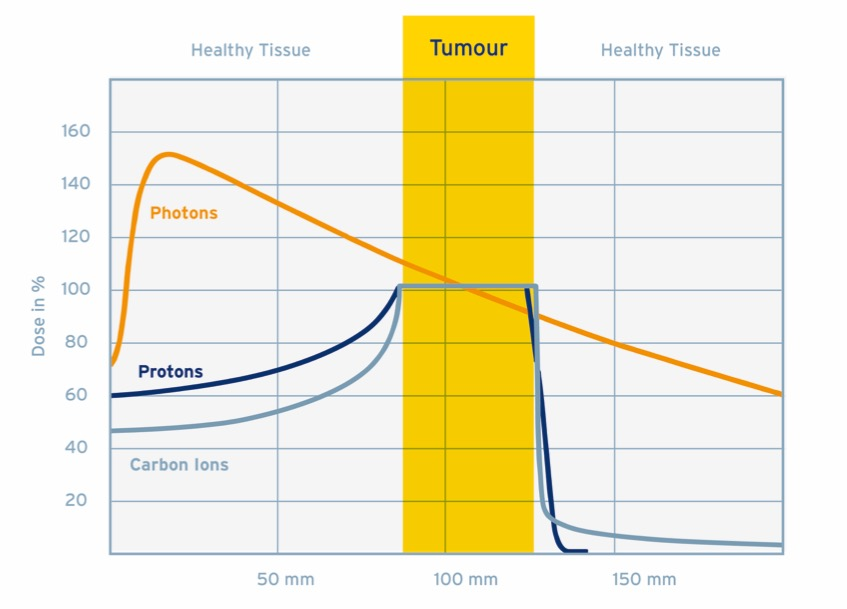 Healthy Tissue
Tumour
Healthy Tissue
160
140
Photons
120
100
Dose in %
80
Protons
60
40
Carbon Ions
20
50 mm
100 mm
150 mm